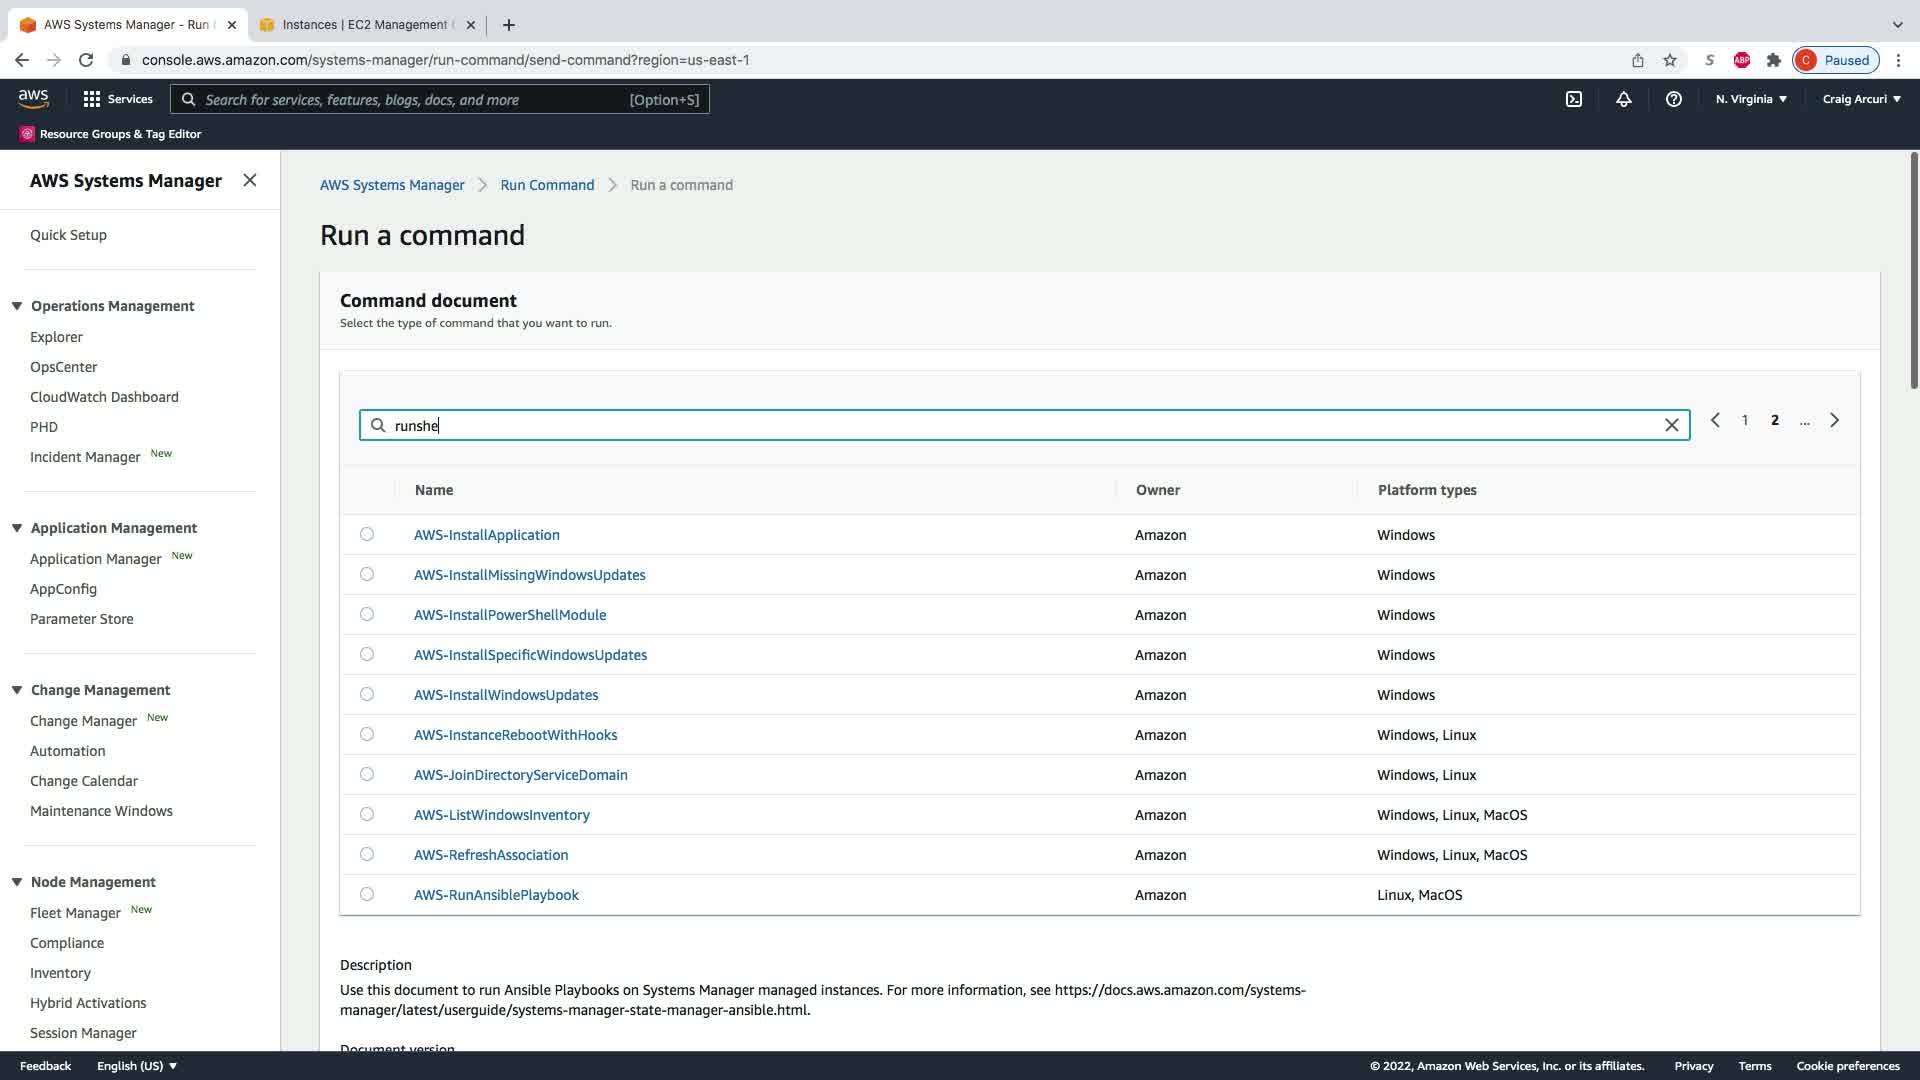 AWS Systems Manager - Run
Instances | EC2 Management
console.aws.amazon.com/systems-manager/run-command/send-command?region=us-east-1
S
ABP
C
Paused
aws
Services
Search for services, features, blogs, docs, and more
[Option+S]
N. Virginia
Craig Arcuri
Resource Groups & Tag Editor
AWS Systems Manager
Quick Setup
Operations Management
Explorer
OpsCenter
CloudWatch Dashboard
PHD
Incident Manager New
Application Management
Application Manager New
AppConfig
Parameter Store
Change Management
Change Manager New
Automation
Change Calendar
Maintenance Windows
Node Management
Fleet Manager New
Compliance
Inventory
Hybrid Activations
Session Manager
AWS Systems Manager Run Command Run a command
Run a command
Command document
Select the type of command that you want to run.
runshe
1 2 ...
Name Owner Platform types
AWS-InstallApplication Amazon Windows
AWS-InstallMissingWindowsUpdates Amazon Windows
AWS-InstallPowerShellModule Amazon Windows
AWS-InstallSpecificWindowsUpdates Amazon Windows
AWS-InstallWindowsUpdates Amazon Windows
AWS-InstanceRebootWithHooks Amazon Windows, Linux
AWS-JoinDirectoryServiceDomain Amazon Windows, Linux
AWS-ListWindowsInventory Amazon Windows, Linux, MacOS
AWS-RefreshAssociation Amazon Windows, Linux, MacOS
AWS-RunAnsiblePlaybook Amazon Linux, MacOS
Description
Use this document to run Ansible Playbooks on Systems Manager managed instances. For more information, see https://docs.aws.amazon.com/systems-
manager/latest/userguide/systems-manager-state-manager-ansible.html.
Document version
Feedback English (US)
© 2022, Amazon Web Services, Inc. or its affiliates. Privacy Terms Cookie preferences